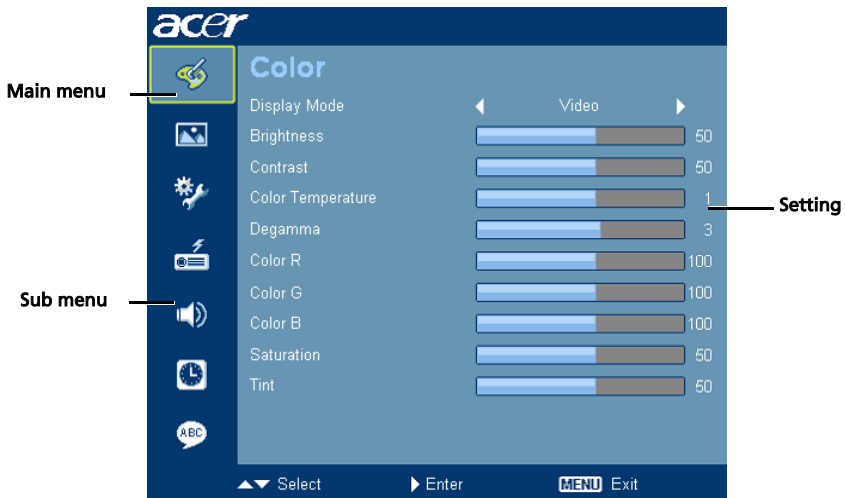 acer
Color
Main menu
Display Mode Video
Brightness 50
Contrast 50
Color Temperature 1
Setting
Degamma 3
Color R 100
Color G 100
Sub menu
Color B 100
Saturation 50
Tint 50
ABC
Select Enter MENU Exit